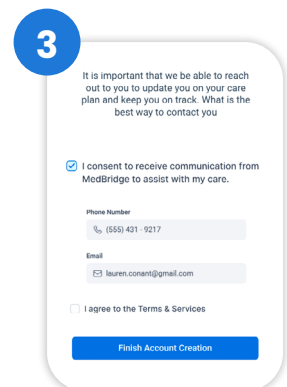 3
It is important that we be able to reach
out to you to update you on your care
plan and keep you on track. What is the
best way to contact you
I consent to receive communication from
MedBridge to assist with my care.
Phone Number
(555) 431 - 9217
Email
lauren.conant@gmail.com
I agree to the Terms & Services
Finish Account Creation